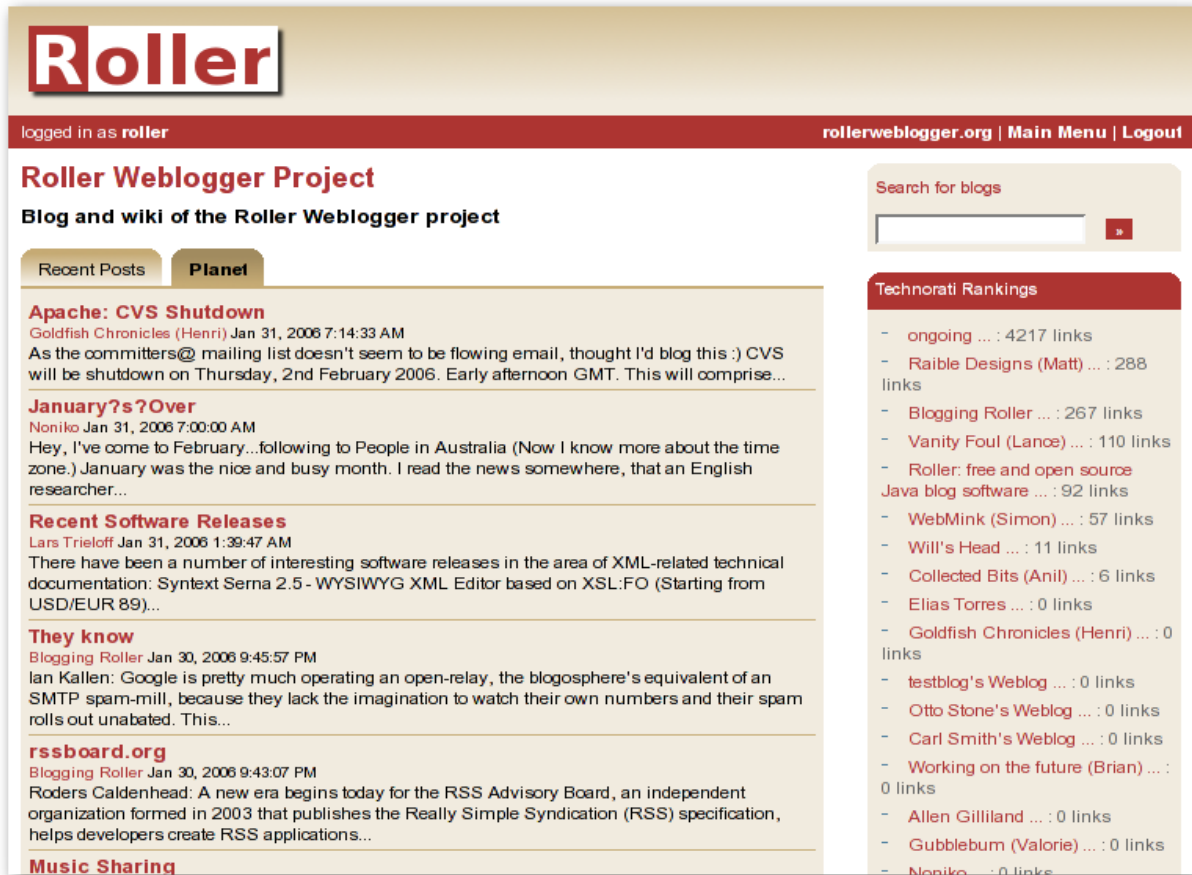 Roller
logged in as roller
rollerweblogger.org | Main Menu | Logout
Roller Weblogger Project
Blog and wiki of the Roller Weblogger project
Recent Posts
Planet
Apache: CVS Shutdown
Goldfish Chronicles (Henri) Jan 31, 2006 7:14:33 AM
As the committers@ mailing list doesn't seem to be flowing email, thought I'd blog this :) CVS
will be shutdown on Thursday, 2nd February 2006. Early afternoon GMT. This will comprise...
January?s?Over
Noniko Jan 31, 2006 7:00:00 AM
Hey, I've come to February...following to People in Australia (Now I know more about the time
zone.) January was the nice and busy month. I read the news somewhere, that an English
researcher...
Recent Software Releases
Lars Trieloff Jan 31, 2006 1:39:47 AM
There have been a number of interesting software releases in the area of XML-related technical
documentation: Syntext Serna 2.5 - WYSIWYG XML Editor based on XSL:FO (Starting from
USD/EUR 89)...
They know
Blogging Roller Jan 30, 2006 9:45:57 PM
Ian Kallen: Google is pretty much operating an open-relay, the blogosphere's equivalent of an
SMTP spam-mill, because they lack the imagination to watch their own numbers and their spam
rolls out unabated. This...
rssboard.org
Blogging Roller Jan 30, 2006 9:43:07 PM
Roders Caldenhead: A new era begins today for the RSS Advisory Board, an independent
organization formed in 2003 that publishes the Really Simple Syndication (RSS) specification,
helps developers create RSS applications...
Music Sharing
Search for blogs
»
Technorati Rankings
- ongoing ... : 4217 links
- Raible Designs (Matt) ... : 288
links
- Blogging Roller ... : 267 links
- Vanity Foul (Lance) ... : 110 links
- Roller: free and open source
Java blog software ... : 92 links
- WebMink (Simon) ... : 57 links
- Will's Head ... : 11 links
- Collected Bits (Anil) ... : 6 links
- Elias Torres ... : 0 links
- Goldfish Chronicles (Henri) ... : 0
links
- testblog's Weblog ... : 0 links
- Otto Stone's Weblog ... : 0 links
- Carl Smith's Weblog ... : 0 links
- Working on the future (Brian) ... :
0 links
- Allen Gilliland ... : 0 links
- Gubblebum (Valorie) ... : 0 links
- Noniko ... : 0 links